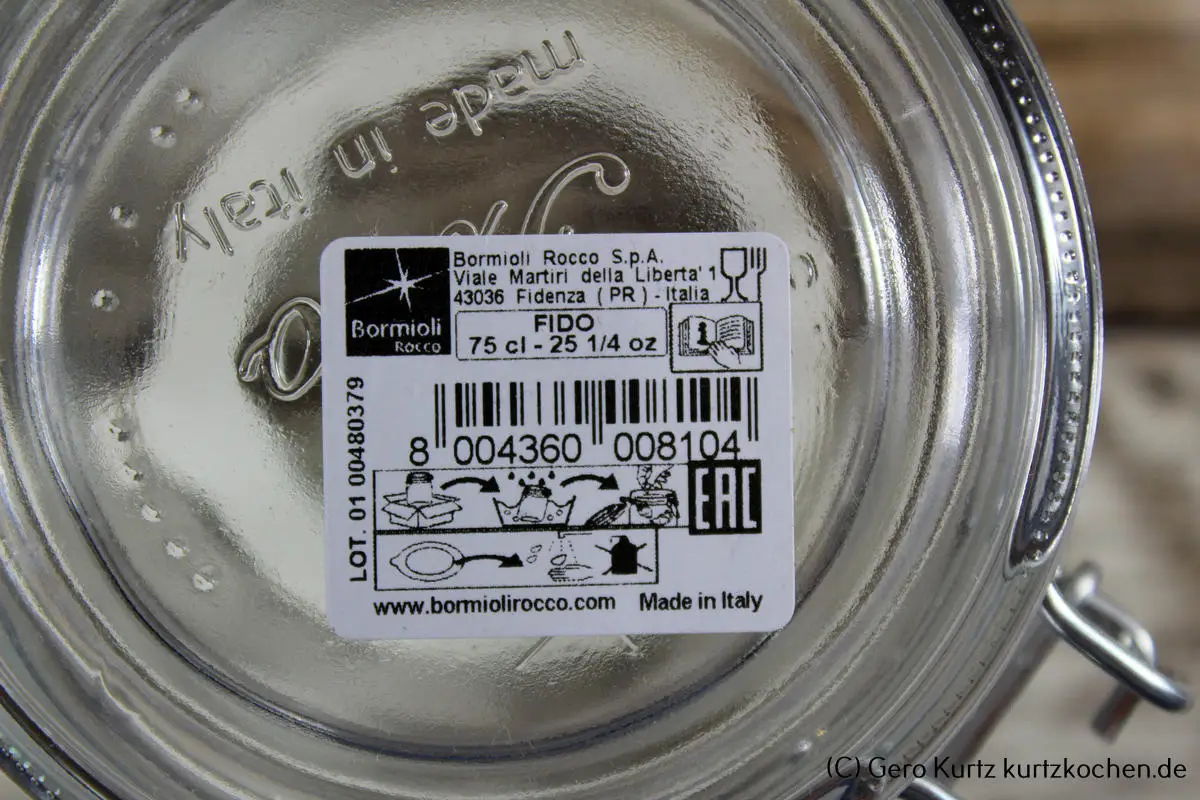 made in italy
Bormioli
Rocco
Bormioli Rocco S.p.A.
Viale Martiri della Liberta' 1
43036 Fidenza ( PR ) - Italia
FIDO
75 cl - 25 1/4 oz
LOT. 01 00480379
8 004360 008104
EAC
www.bormiolirocco.com Made in Italy
(C) Gero Kurtz kurtzkochen.de